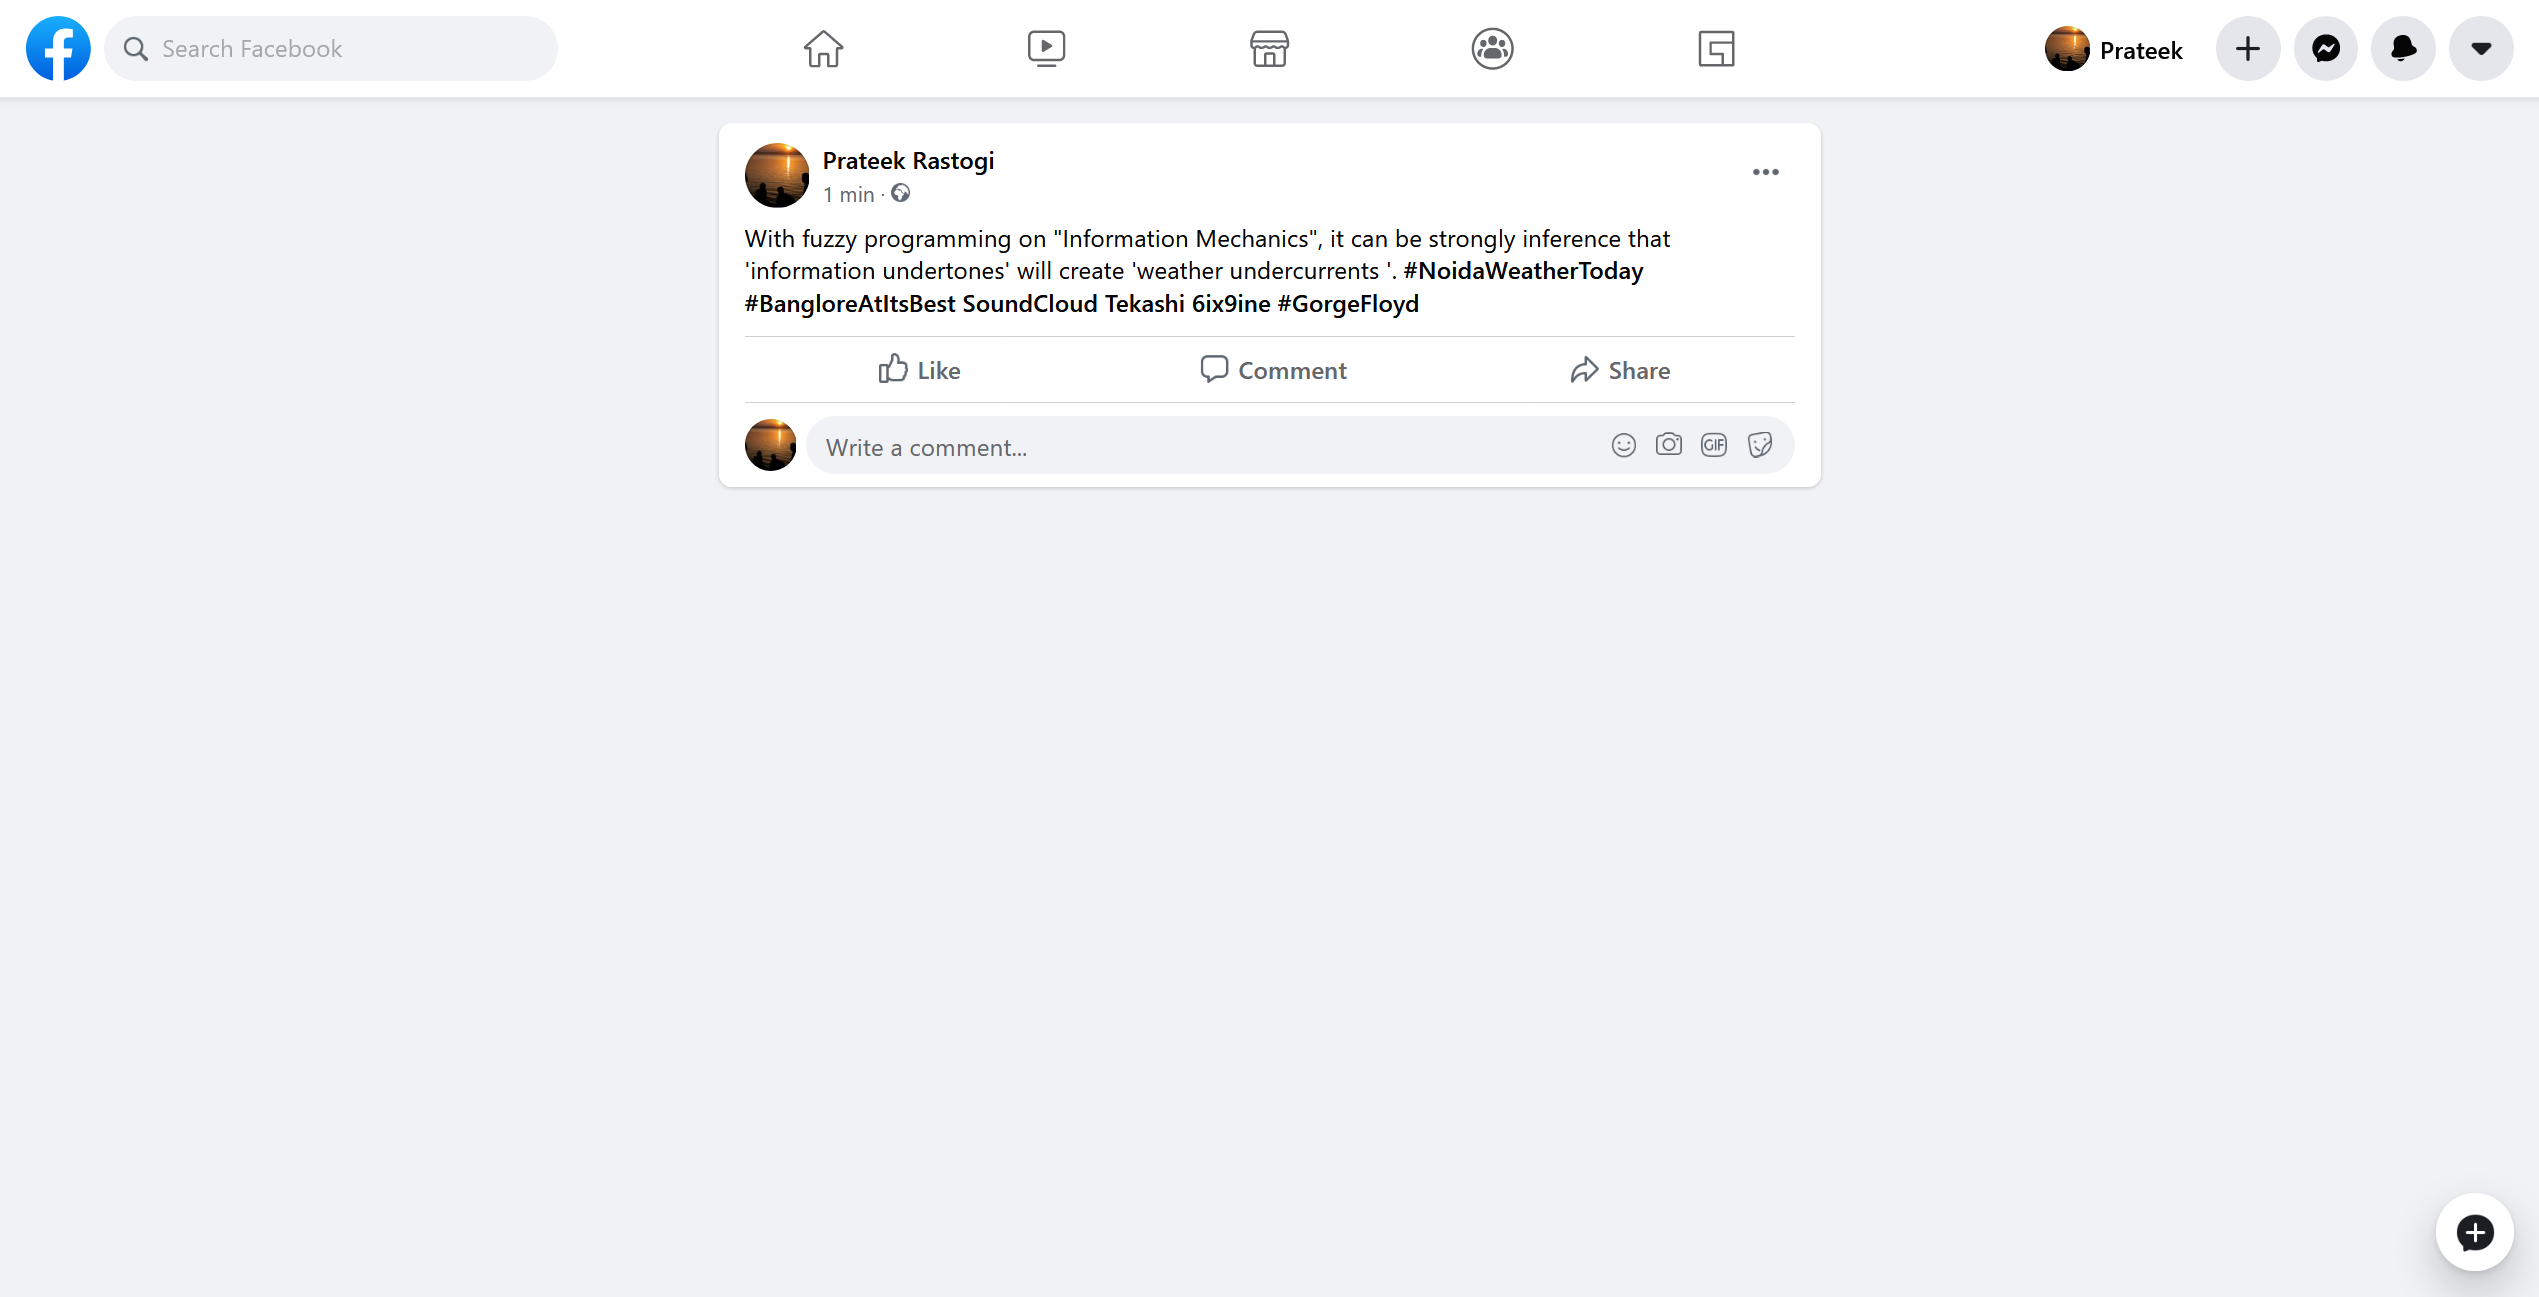 Search Facebook
Prateek
Prateek Rastogi
1 min ·
With fuzzy programming on "Information Mechanics", it can be strongly inference that
'information undertones' will create 'weather undercurrents '. #NoidaWeatherToday
#BangloreAtItsBest SoundCloud Tekashi 6ix9ine #GorgeFloyd
Like Comment Share
Write a comment...
GIF